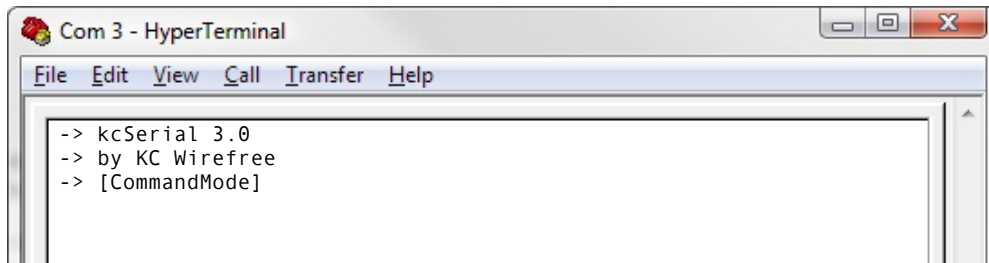 Com 3 - HyperTerminal
File Edit View Call Transfer Help
-> kcSerial 3.0
-> by KC Wirefree
-> [CommandMode]